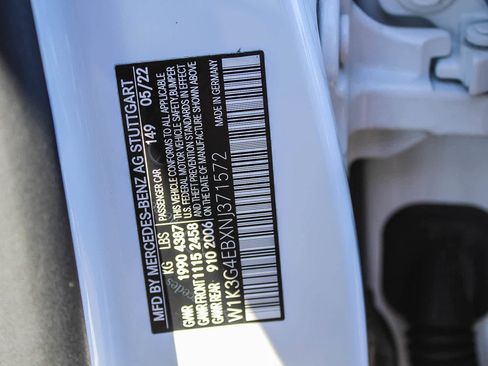 MFD BY MERCEDES-BENZ AG STUTTGART
PASSENGER CAR 149 05/22
KG LBS
GVWR 1990 4387
GAWR FRONT 1115 2458
GAWR REAR 910 2006
THIS VEHICLE CONFORMS TO ALL APPLICABLE
U.S. FEDERAL MOTOR VEHICLE SAFETY, BUMPER
AND THEFT PREVENTION STANDARDS IN EFFECT
ON THE DATE OF MANUFACTURE SHOWN ABOVE
MADE IN GERMANY
W1K3G4EBXNJ371572